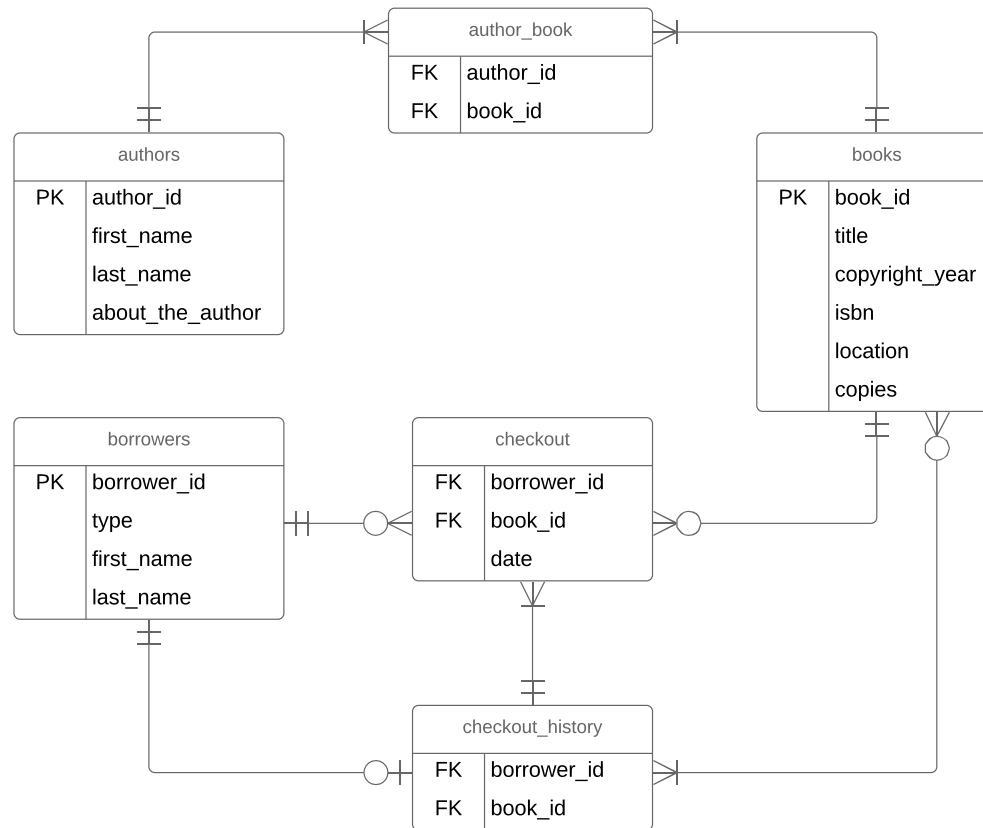 author_book
FK author_id
FK book_id
authors
PK author_id
first_name
last_name
about_the_author
books
PK book_id
title
copyright_year
isbn
location
copies
borrowers
PK borrower_id
type
first_name
last_name
checkout
FK borrower_id
FK book_id
date
checkout_history
FK borrower_id
FK book_id